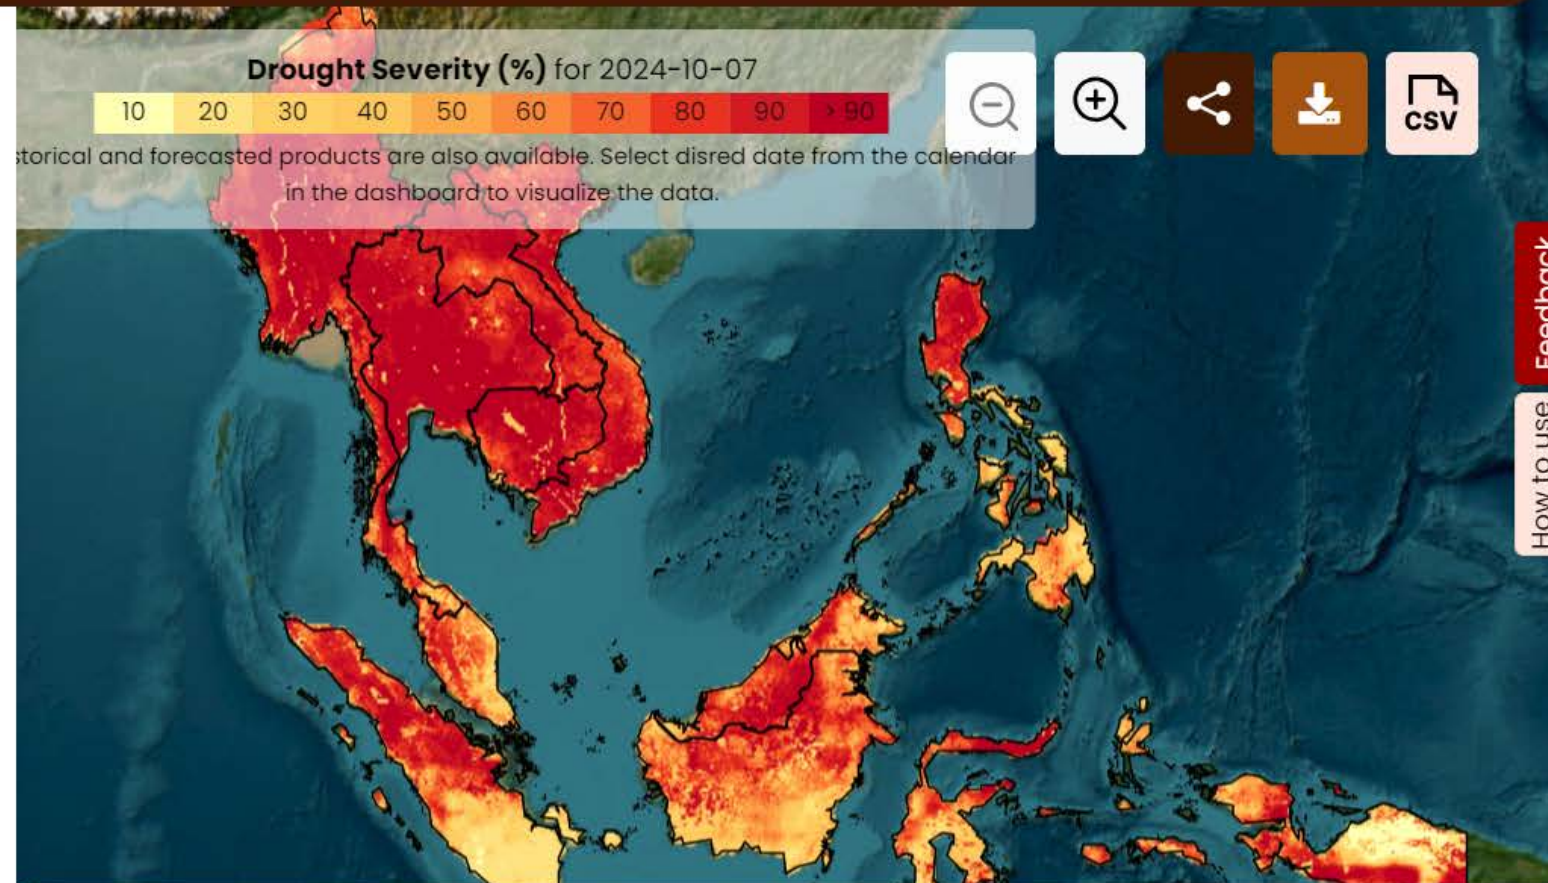 Drought Severity (%) for 2024-10-07
10 20 30 40 50 60 70 80 90 > 90
storical and forecasted products are also available. Select disred date from the calendar
in the dashboard to visualize the data.
CSV
Feedback
How to use